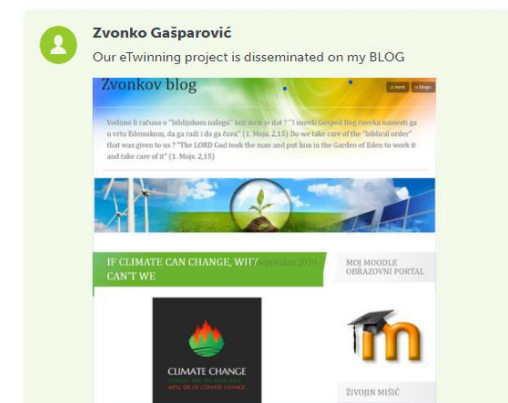 Zvonko Gašparović
Our eTwinning project is disseminated on my BLOG
Zvonkov blog
Vodimo li računa o "biblijskom nalogu" koji nam je dat ? "I uzevši Gospod Bog čoveka namesti ga
u vrtu Edemskom, da ga radi i da ga čuva" (1. Mojs. 2,15) Do we take care of the "biblical order"
that was given to us ? "The LORD God took the man and put him in the Garden of Eden to work it
and take care of it" (1. Mojs. 2,15)
IF CLIMATE CAN CHANGE, WHY
CAN'T WE
septembra 2019
MOJ MOODLE
OBRAZOVNI PORTAL
CLIMATE CHANGE
ŽIVOJIN MIŠIĆ